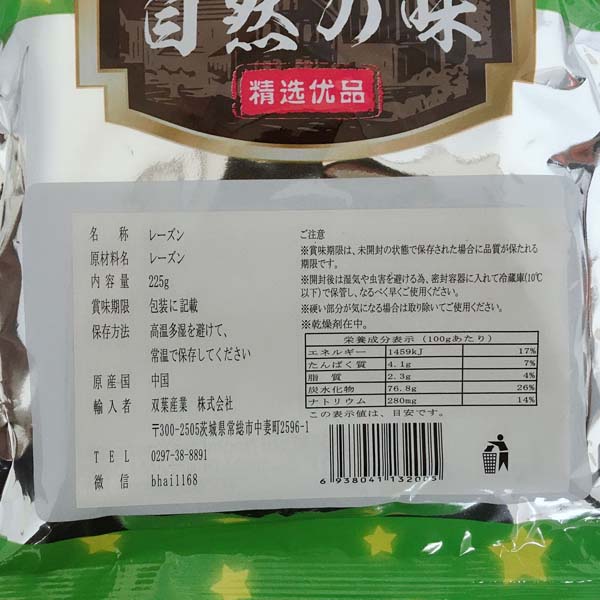 自然の味
精选优品
名 称 レーズン
原材料名 レーズン
内 容 量 225g
賞味期限 包装に記載
保存方法 高温多湿を避けて、
常温で保存してください
原 産 国 中国
輸 入 者 双葉産業 株式会社
〒300-2505茨城県常総市中妻町2596-1
T E L 0297-38-8891
微 信 bhai1168
ご注意
※賞味期限は、未開封の状態で保存された場合に品質が保たれる
期限です。
※開封後は湿気や虫害を避ける為、密封容器に入れて冷蔵庫(10℃
以下)で保管し、なるべく早くご使用ください。
※硬い部分が気になる場合は取り除いてご使用ください。
※乾燥剤在中。
栄養成分表示 (100gあたり)
エネルギー 1459kJ 17%
たんぱく質 4.1g 7%
脂 質 2.3g 4%
炭水化物 76.8g 26%
ナトリウム 280mg 14%
この表示値は、目安です。